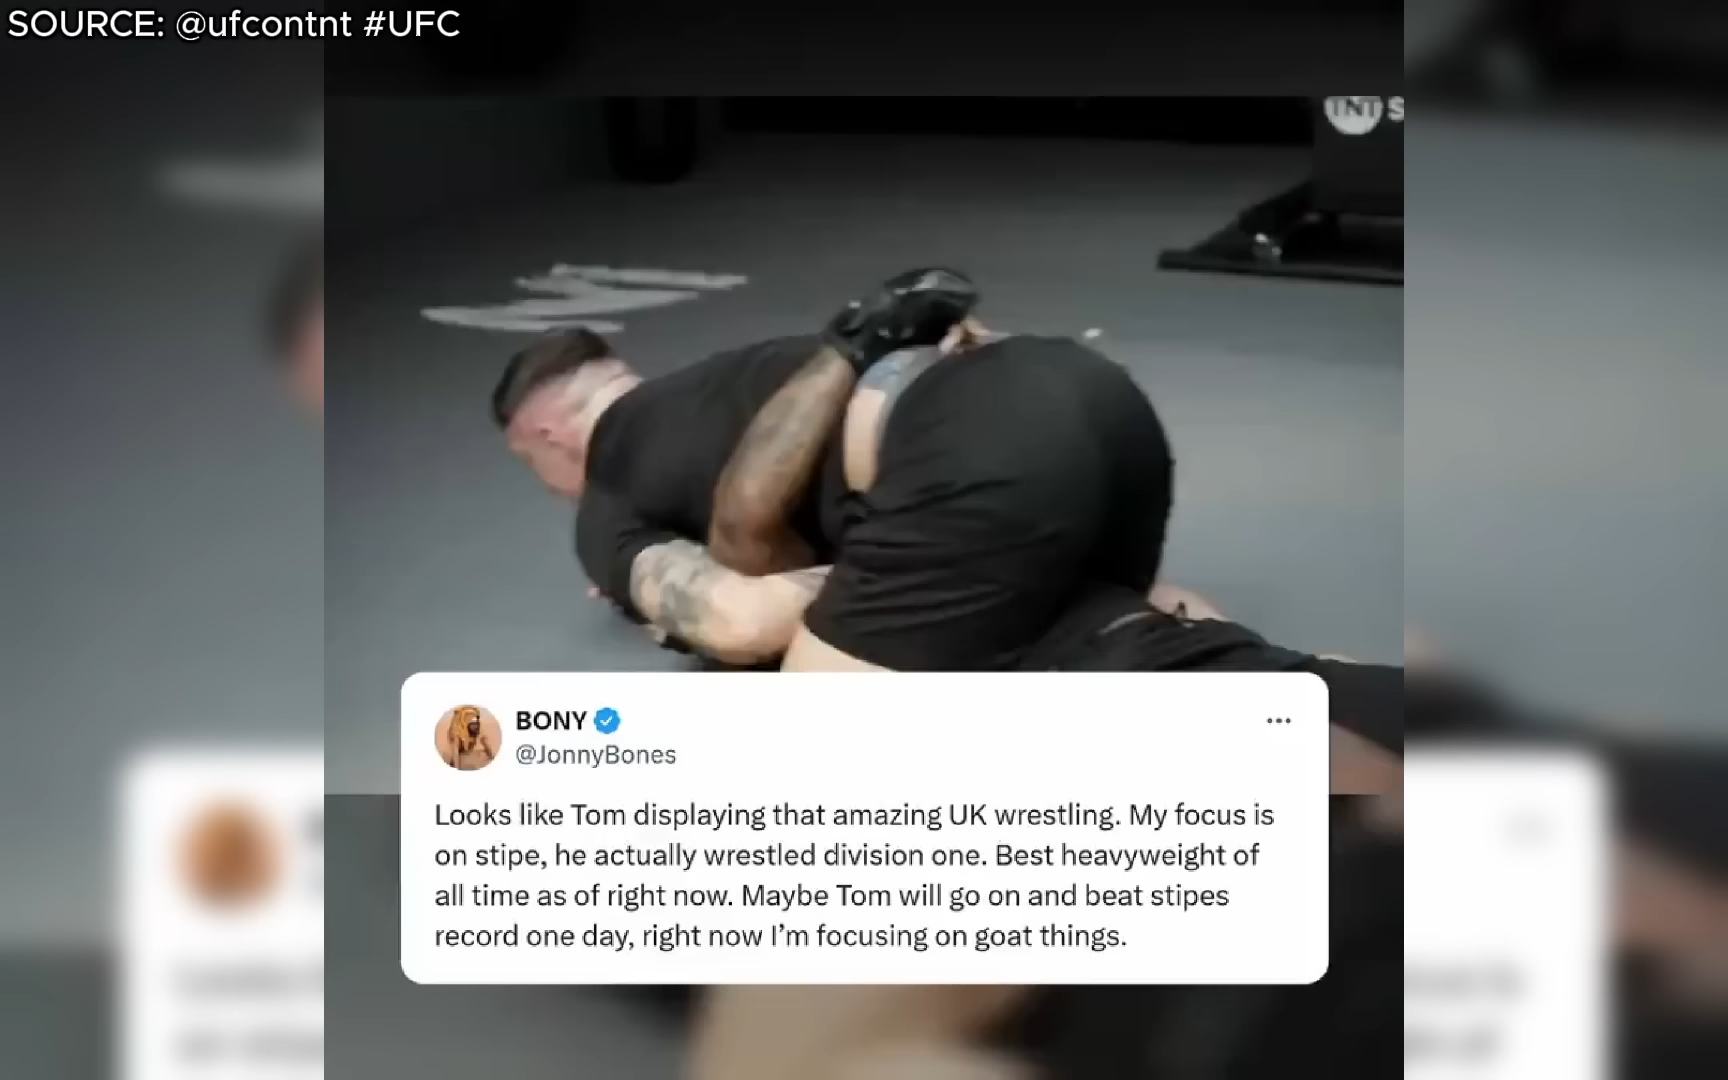 SOURCE: @ufcontnt #UFC
TNT S
BONY
@JonnyBones
Looks like Tom displaying that amazing UK wrestling. My focus is
on stipe, he actually wrestled division one. Best heavyweight of
all time as of right now. Maybe Tom will go on and beat stipes
record one day, right now I’m focusing on goat things.